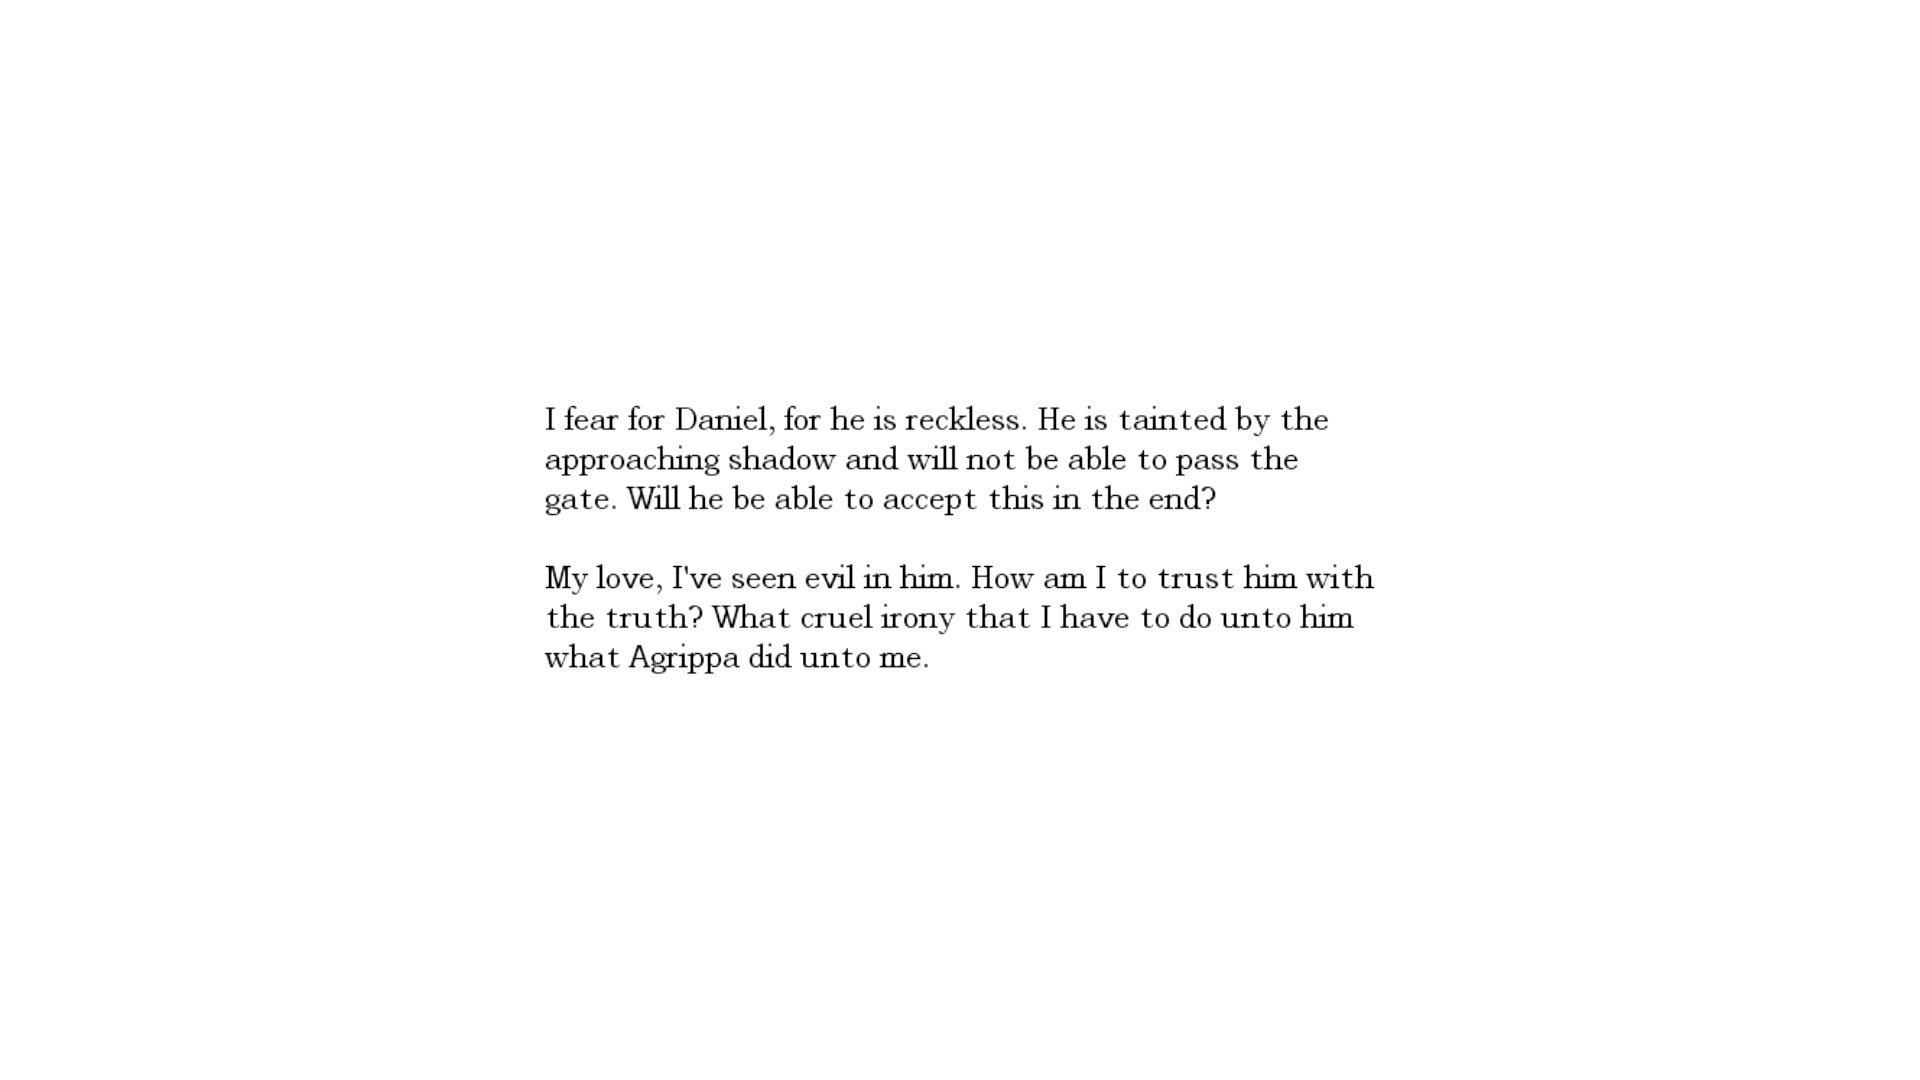 I fear for Daniel, for he is reckless. He is tainted by the
approaching shadow and will not be able to pass the
gate. Will he be able to accept this in the end?
My love, I've seen evil in him. How am I to trust him with
the truth? What cruel irony that I have to do unto him
what Agrippa did unto me.